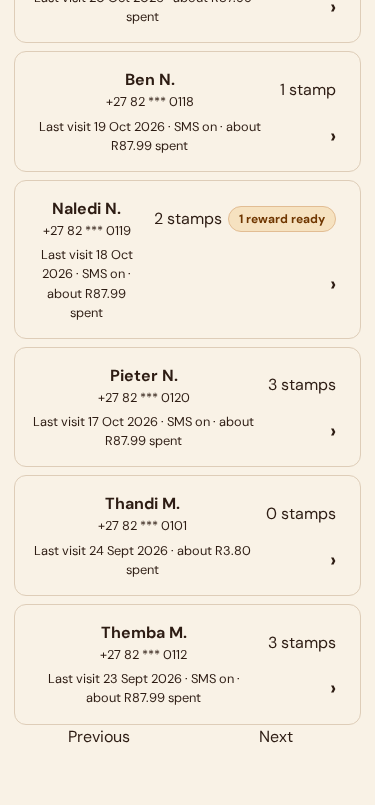 spent
›
Ben N.
+27 82 *** 0118
1 stamp
Last visit 19 Oct 2026 · SMS on · about
R87.99 spent
›
Naledi N.
+27 82 *** 0119
2 stamps
1 reward ready
Last visit 18 Oct
2026 · SMS on ·
about R87.99
spent
›
Pieter N.
+27 82 *** 0120
3 stamps
Last visit 17 Oct 2026 · SMS on · about
R87.99 spent
›
Thandi M.
+27 82 *** 0101
0 stamps
Last visit 24 Sept 2026 · about R3.80
spent
›
Themba M.
+27 82 *** 0112
3 stamps
Last visit 23 Sept 2026 · SMS on ·
about R87.99 spent
›
Previous
Next